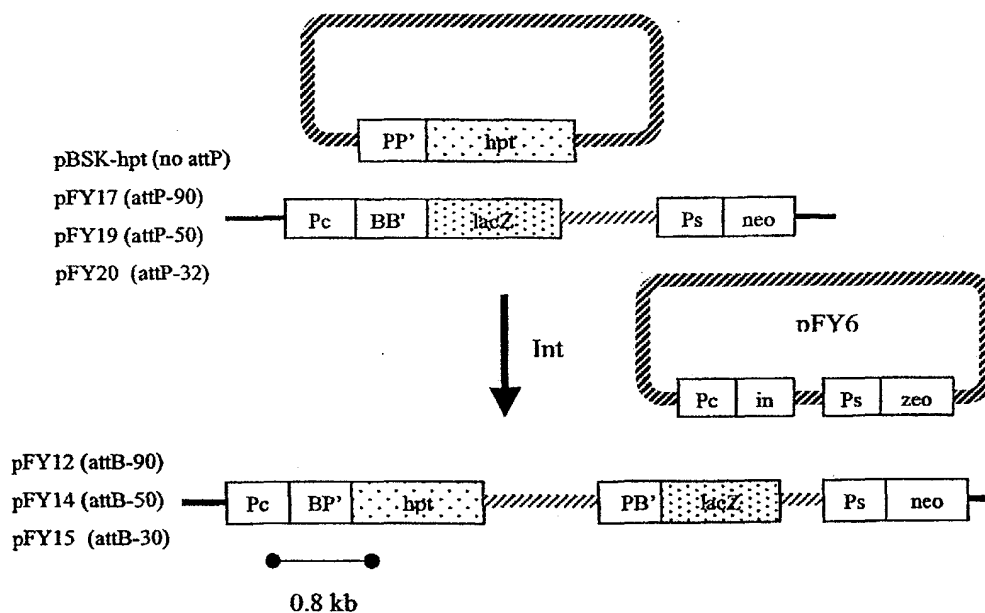 PP' hpt
pBSK-hpt (no attP)
pFY17 (attP-90)
pFY19 (attP-50)
pFY20 (attP-32)
Pc BB' lacZ Ps neo
Int
pFY6
Pc in Ps zeo
pFY12 (attB-90)
pFY14 (attB-50)
pFY15 (attB-30)
Pc BP' hpt PB' lacZ Ps neo
0.8 kb